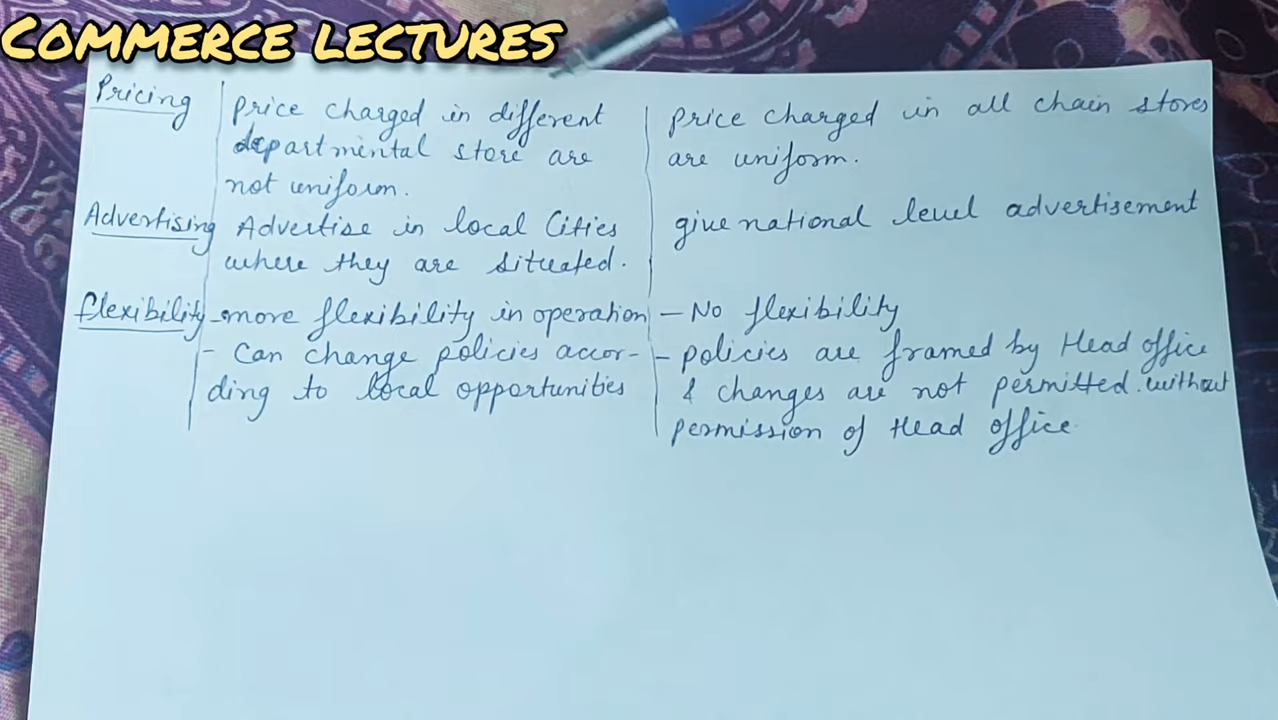 COMMERCE LECTURES
Pricing
Price charged in different
departmental store are
not uniform.
Price charged in all chain stores
are uniform.
Advertising
Advertise in local Cities
where they are situated.
give national level advertisement
flexibility
- more flexibility in operation
- Can change policies accor-
ding to local opportunities
- No flexibility
- policies are framed by Head office
& changes are not permitted without
permission of Head office